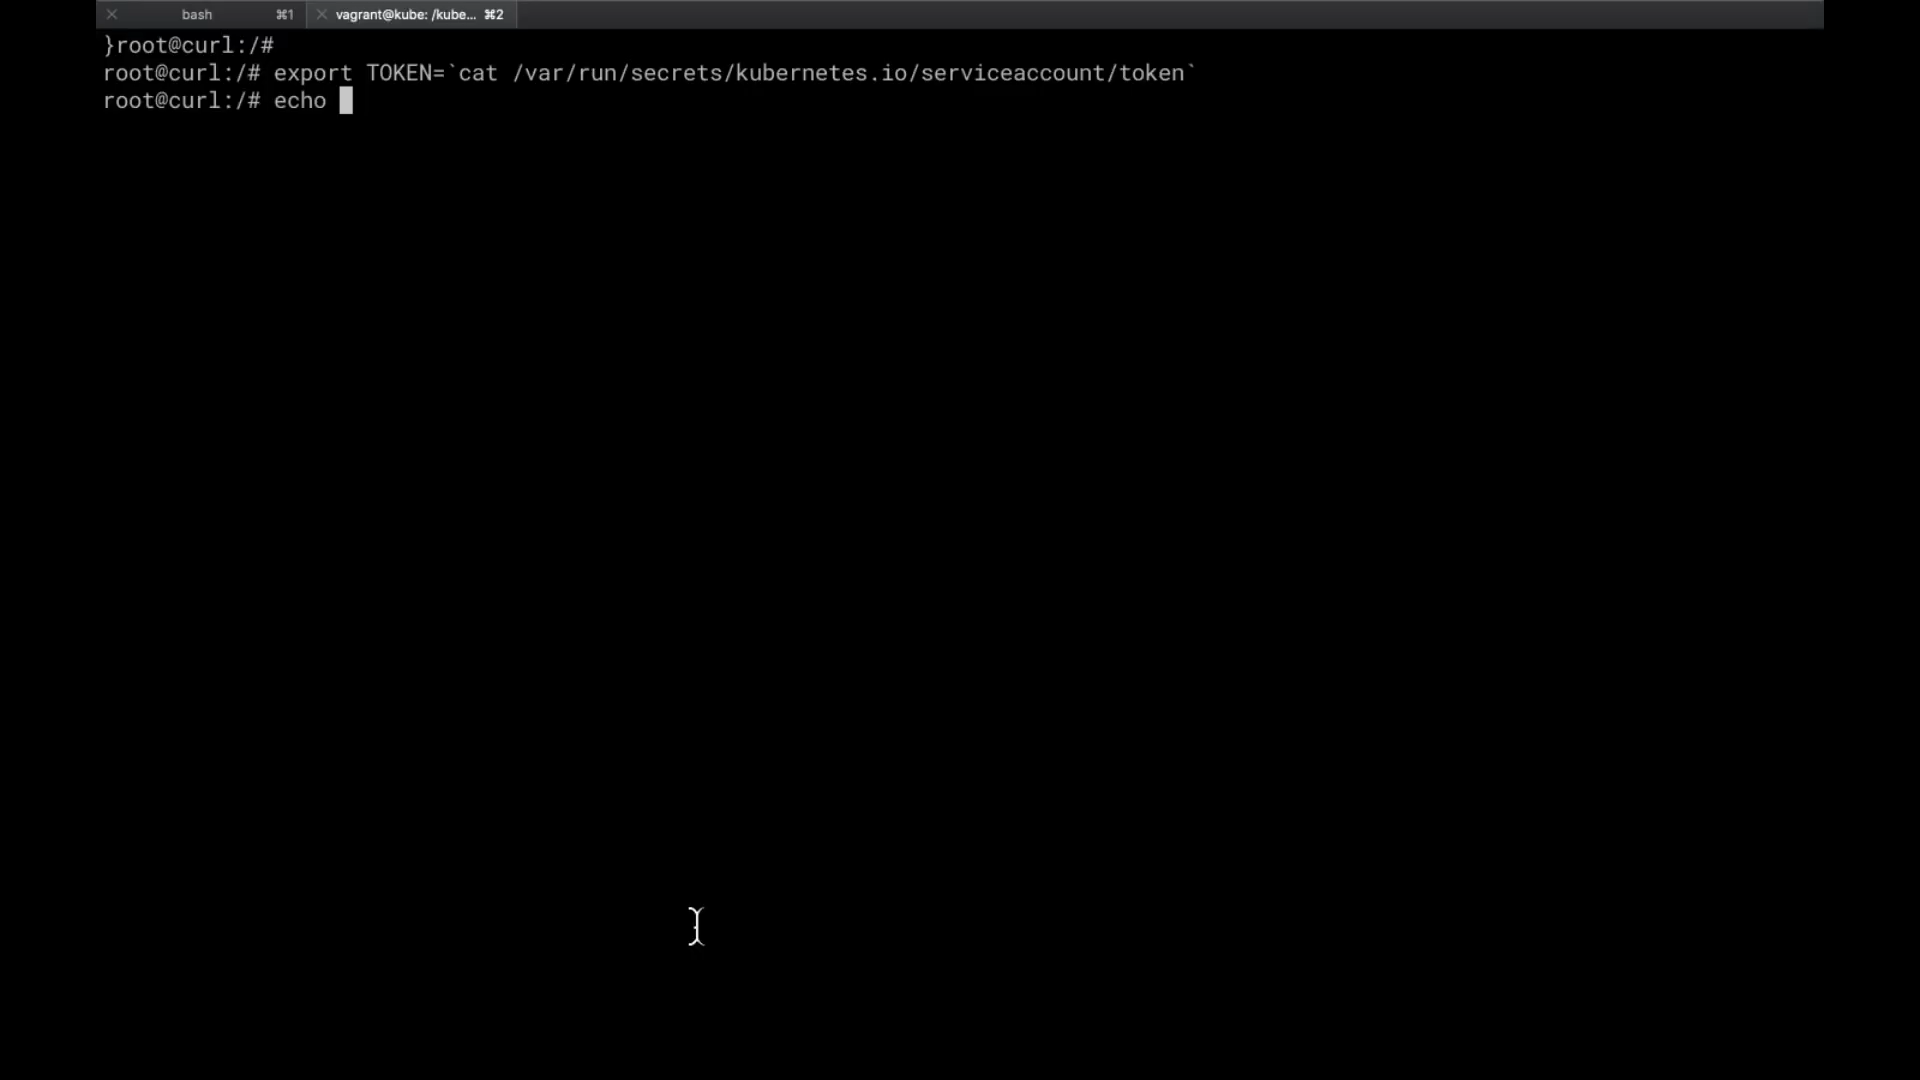 bash ⌘1 vagrant@kube: /kube... ⌘2
}root@curl:/#
root@curl:/# export TOKEN=`cat /var/run/secrets/kubernetes.io/serviceaccount/token`
root@curl:/# echo